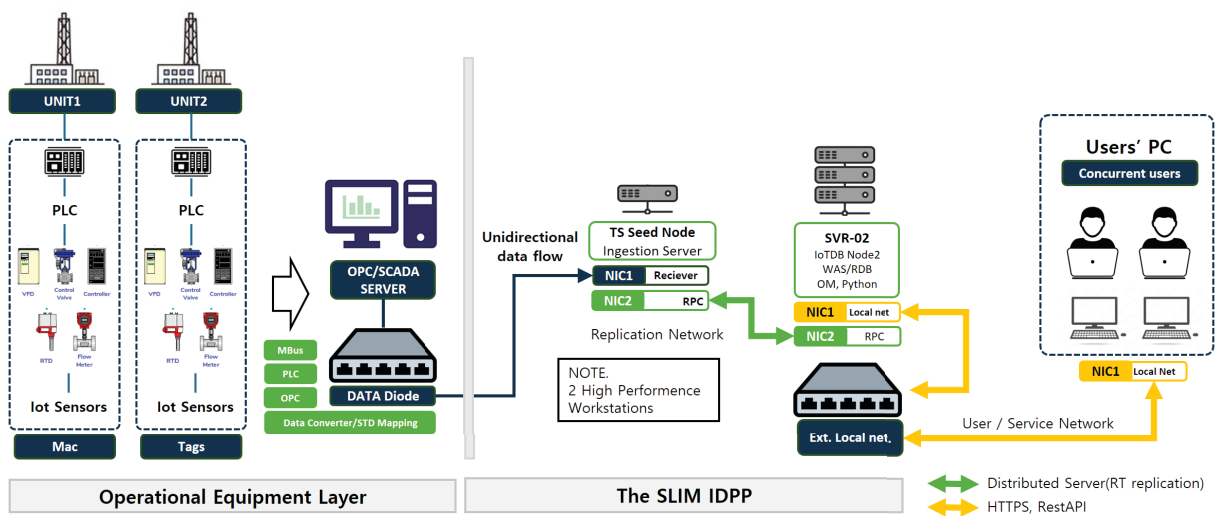 UNIT1
UNIT2
PLC
PLC
VFD
Control
Valve
Controller
VFD
Control
Valve
Controller
RTD
Flow
Meter
RTD
Flow
Meter
Iot Sensors
Iot Sensors
Mac
Tags
OPC/SCADA
SERVER
MBus
PLC
OPC
DATA Diode
Data Converter/STD Mapping
Operational Equipment Layer
Unidirectional
data flow
TS Seed Node
Ingestion Server
NIC1 Reciever
NIC2 RPC
Replication Network
NOTE.
2 High Performence
Workstations
SVR-02
IoTDB Node2
WAS/RDB
OM, Python
NIC1 Local net
NIC2 RPC
Ext. Local net.
The SLIM IDPP
Users’ PC
Concurrent users
NIC1 Local Net
User / Service Network
Distributed Server(RT replication)
HTTPS, RestAPI